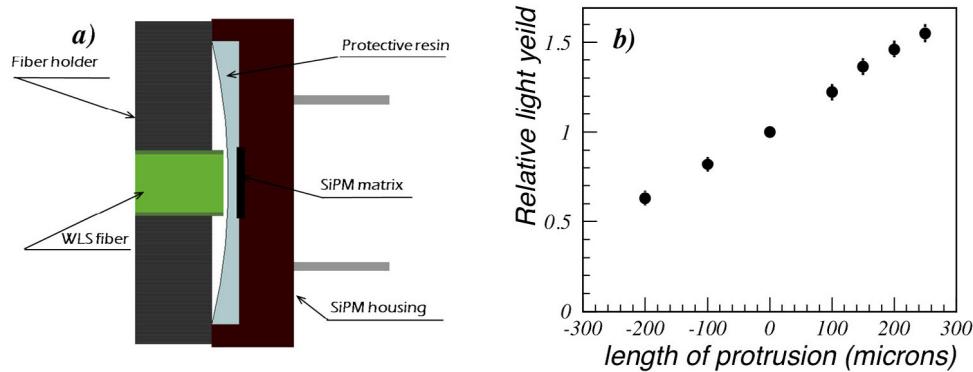 a)
Protective resin
Fiber holder
SiPM matrix
WLS fiber
SiPM housing
b)
Relative light yeild
1.5
1
0.5
0
-300 -200 -100 0 100 200 300
length of protrusion (microns)